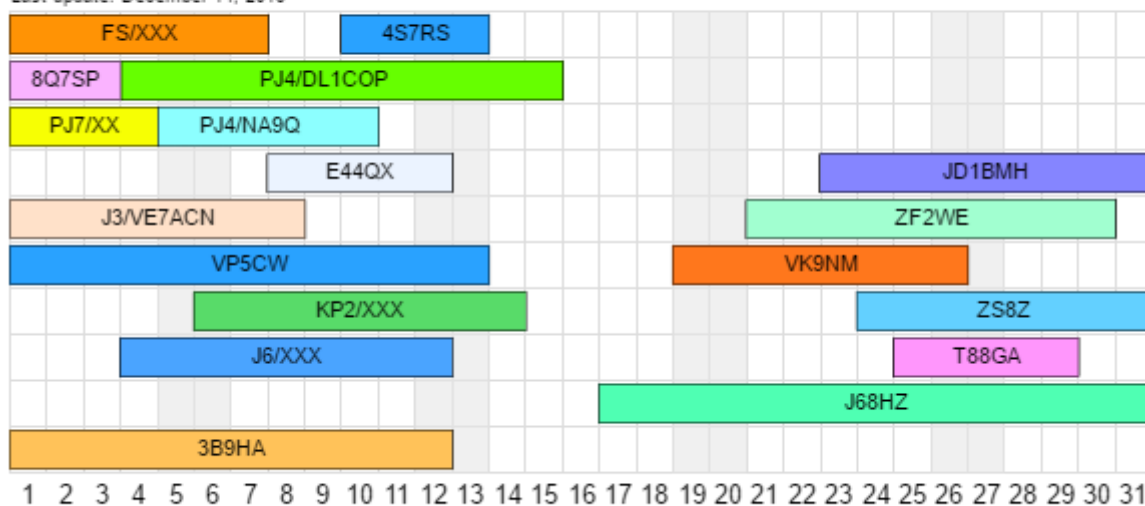 FS/XXX 4S7RS
8Q7SP PJ4/DL1COP
PJ7/XX PJ4/NA9Q
E44QX JD1BMH
J3/VE7ACN ZF2WE
VP5CW VK9NM
KP2/XXX ZS8Z
J6/XXX T88GA
J68HZ
3B9HA
1 2 3 4 5 6 7 8 9 10 11 12 13 14 15 16 17 18 19 20 21 22 23 24 25 26 27 28 29 30 31